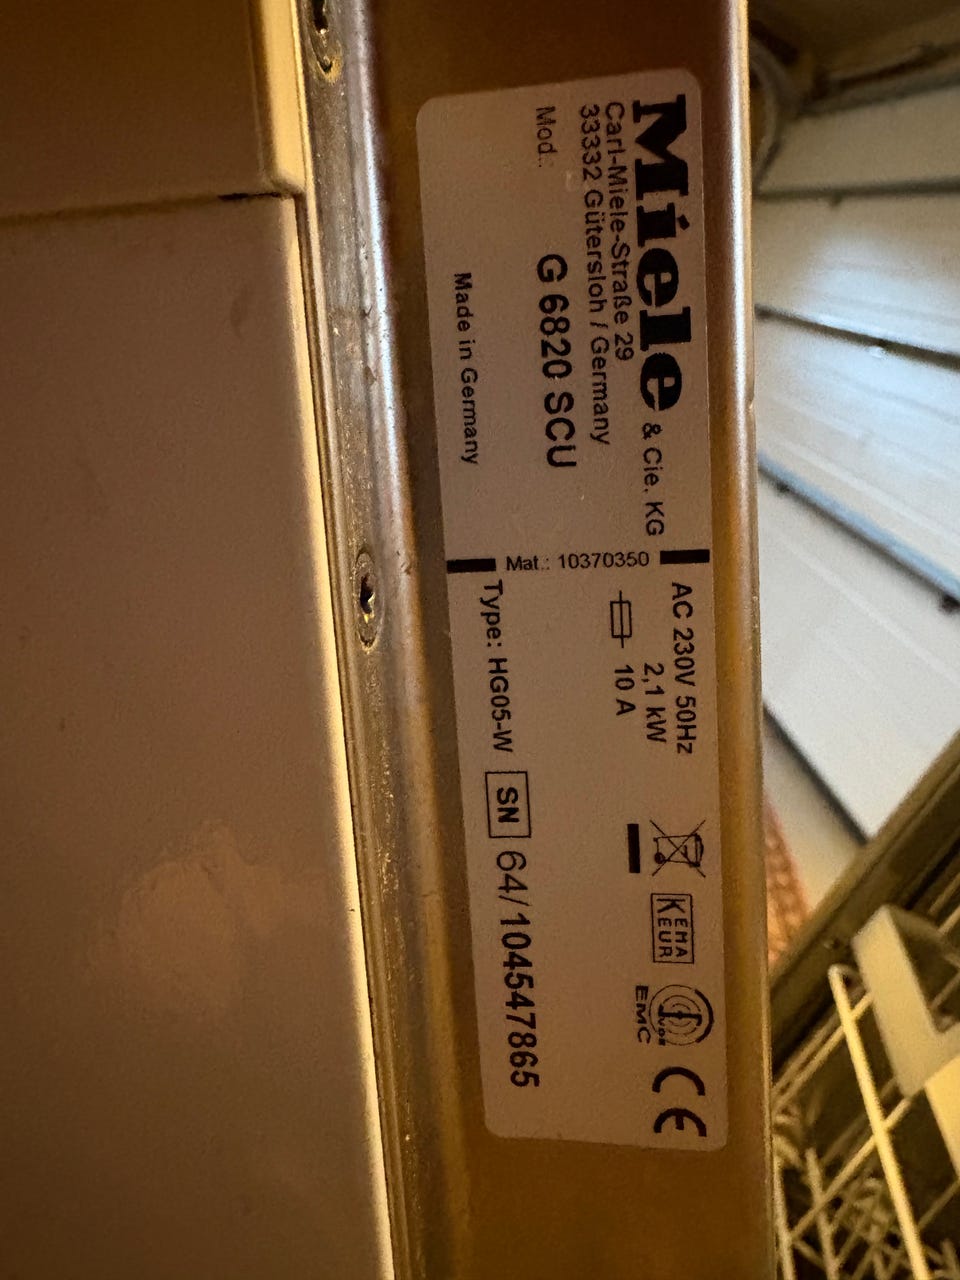 Miele & Cie. KG
Carl-Miele-Straße 29
33332 Gütersloh / Germany
Mod.: G 6820 SCU
Made in Germany
Mat.: 10370350
AC 230V 50Hz
2,1 kW
10 A
Type: HG05-W SN 64/104547865
KEMA
KEUR
EMC
CE